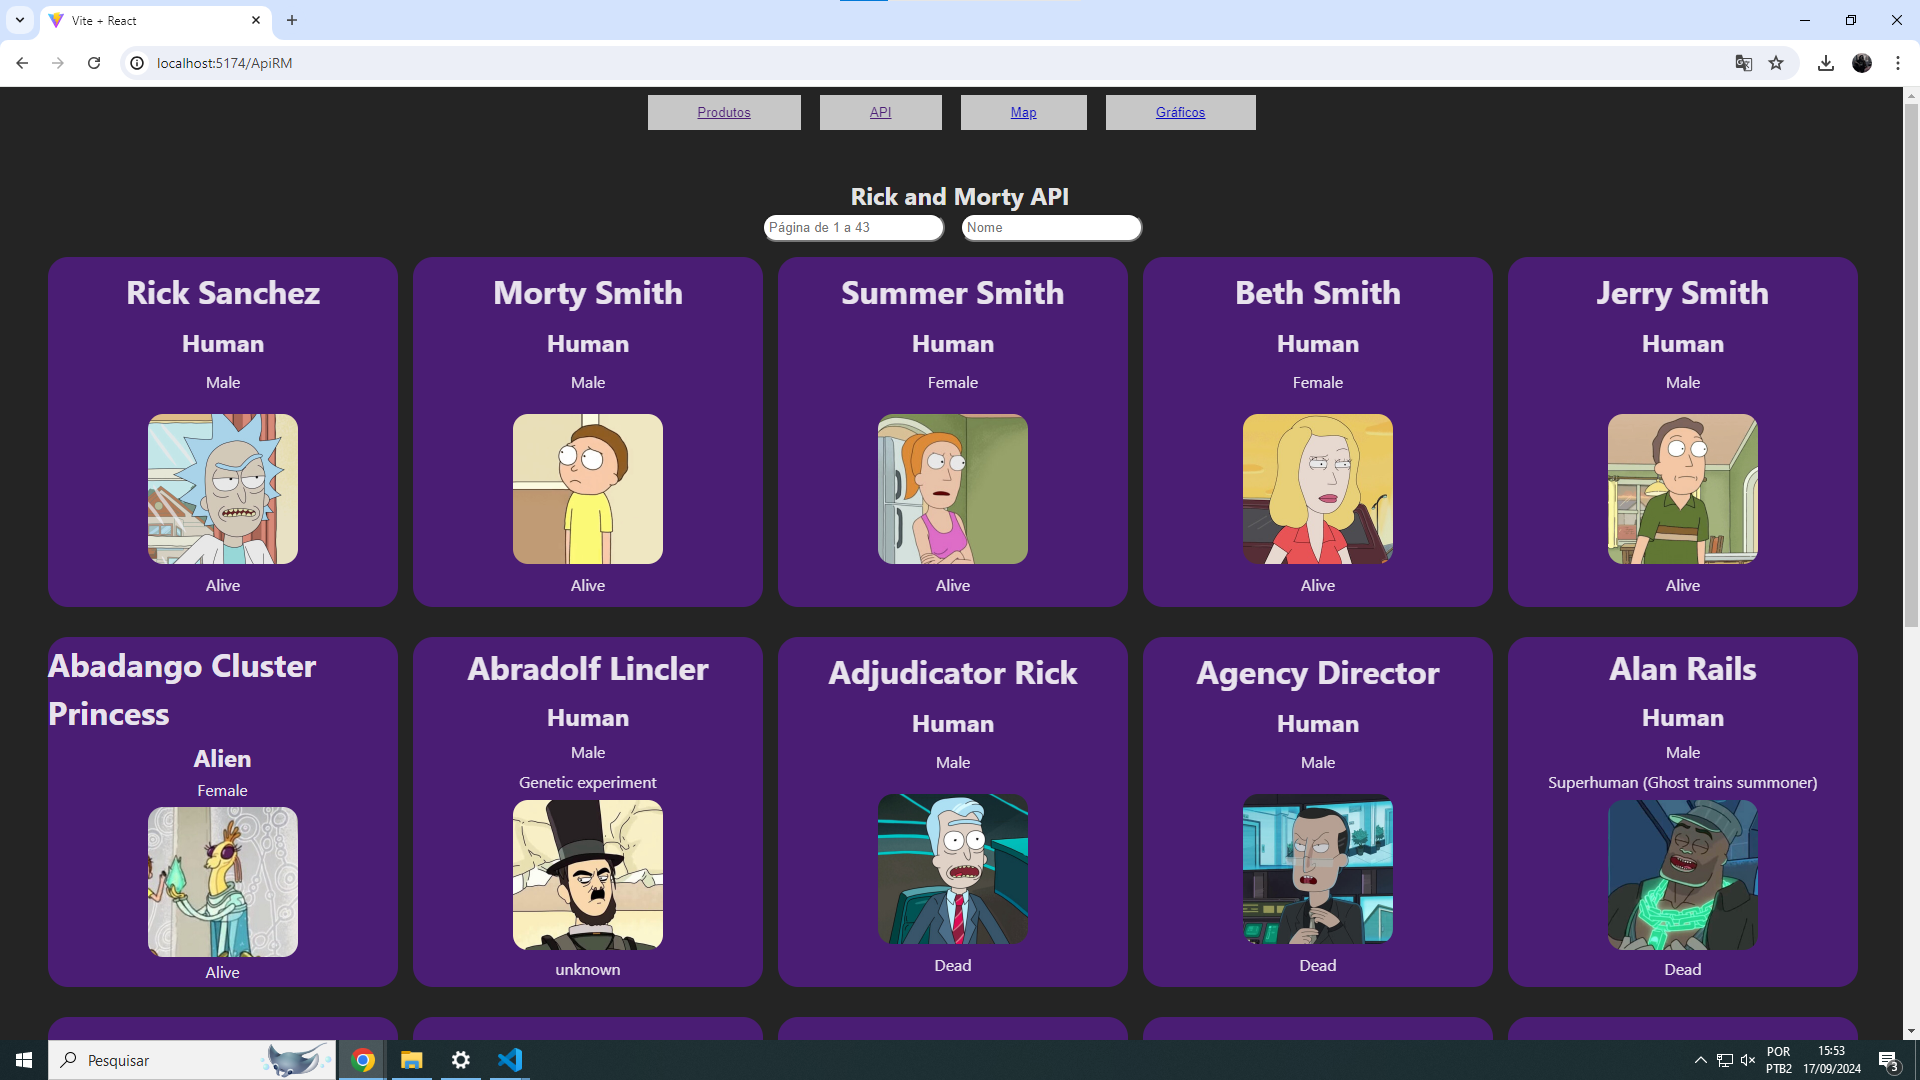 Vite + React
localhost:5174/ApiRM
Produtos API Map Gráficos
Rick and Morty API
Página de 1 a 43 Nome
Rick Sanchez
Human
Male
Alive
Morty Smith
Human
Male
Alive
Summer Smith
Human
Female
Alive
Beth Smith
Human
Female
Alive
Jerry Smith
Human
Male
Alive
Abadango Cluster
Princess
Alien
Female
Alive
Abradolf Lincler
Human
Male
Genetic experiment
unknown
Adjudicator Rick
Human
Male
Dead
Agency Director
Human
Male
Dead
Alan Rails
Human
Male
Superhuman (Ghost trains summoner)
Dead
Pesquisar
POR
PTB2
15:53
17/09/2024
3